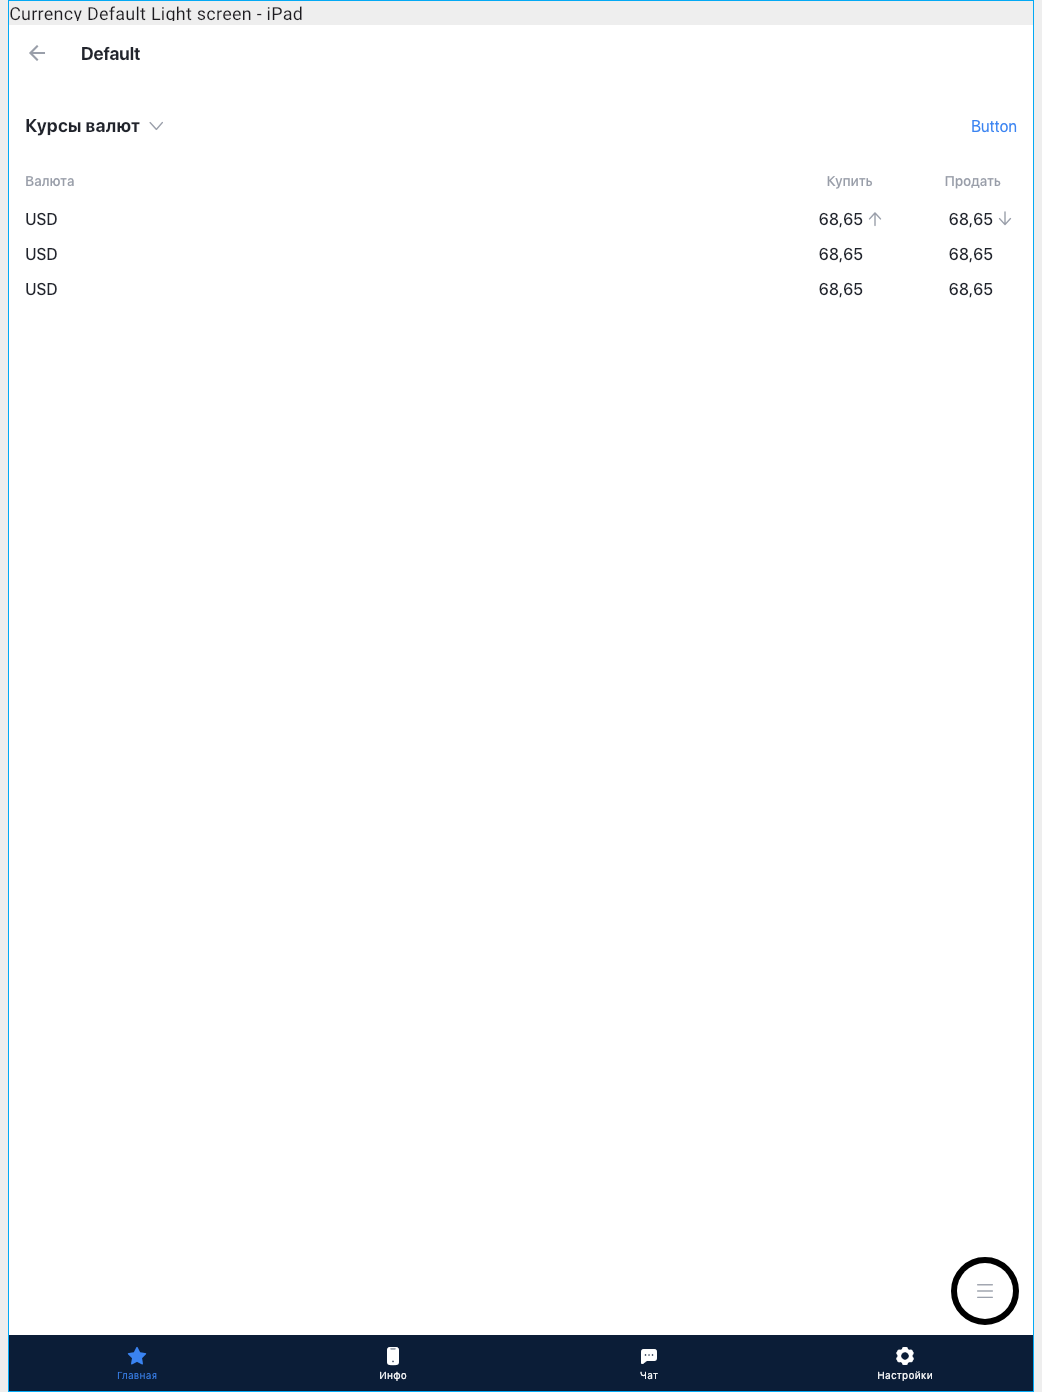 Currency Default Light screen - iPad
Default
Курсы валют Button
Валюта Купить Продать
USD 68,65 68,65
USD 68,65 68,65
USD 68,65 68,65
Главная Инфо Чат Настройки